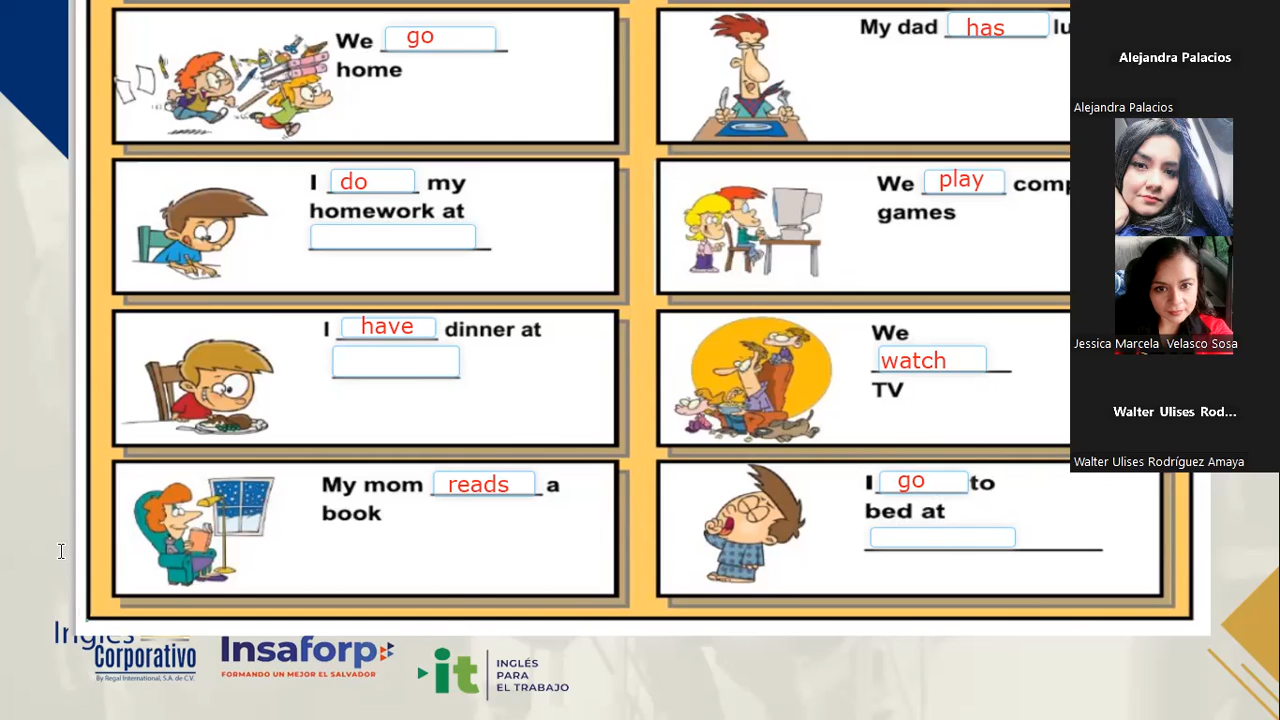 We go
home
My dad has
I do my
homework at
We play
games
I have dinner at
We
watch
TV
My mom reads a
book
I go to
bed at
Alejandra Palacios
Alejandra Palacios
Jessica Marcela Velasco Sosa
Walter Ulises Rod...
Walter Ulises Rodríguez Amaya
Inglés
Corporativo
By Regal International, S.A. de C.V.
Insaforp
FORMANDO UN MEJOR EL SALVADOR
it
INGLÉS
PARA
EL TRABAJO